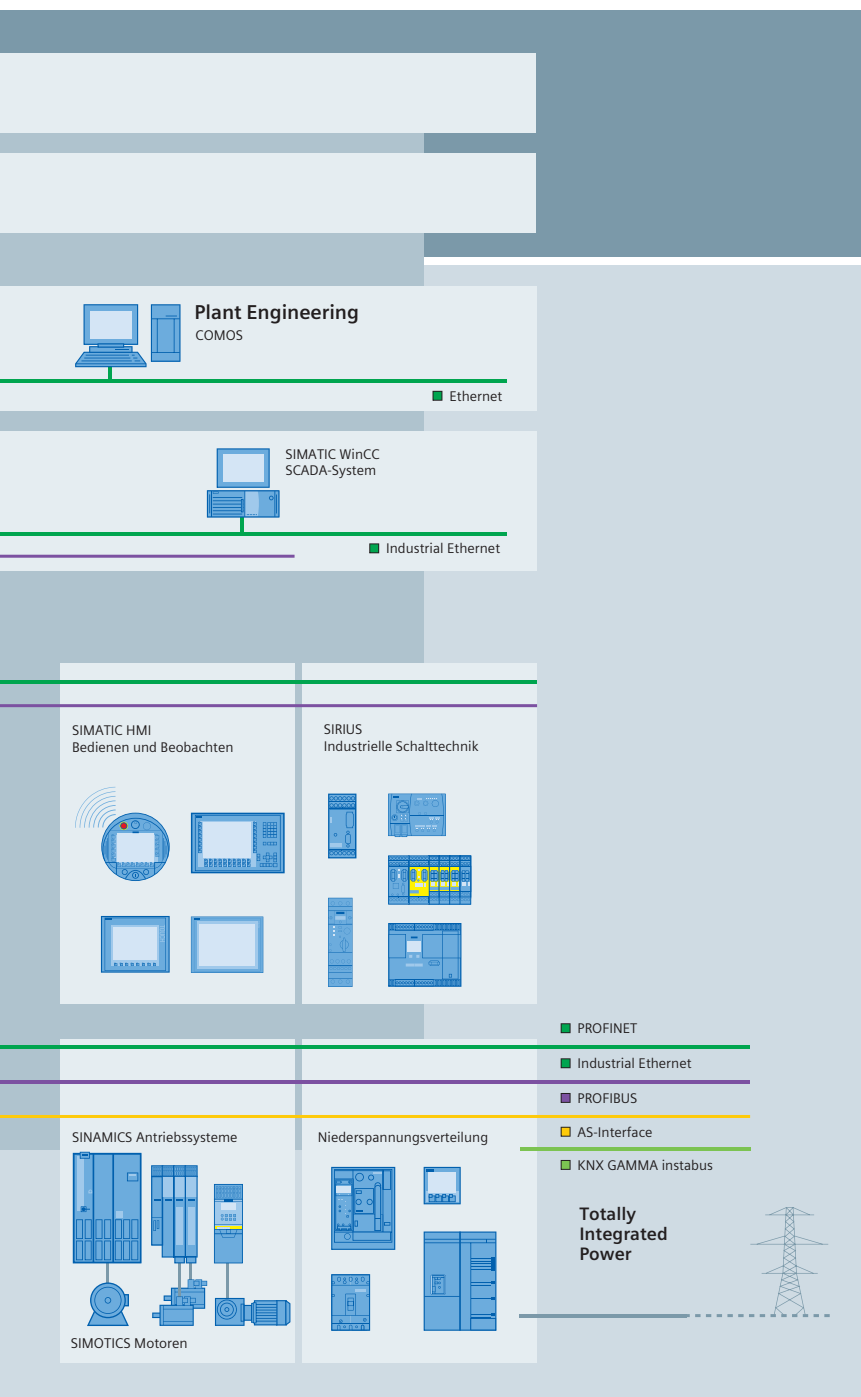 Plant Engineering
COMOS
Ethernet
SIMATIC WinCC
SCADA-System
Industrial Ethernet
SIMATIC HMI
Bedienen und Beobachten
SIRIUS
Industrielle Schalttechnik
PROFINET
Industrial Ethernet
PROFIBUS
AS-Interface
KNX GAMMA instabus
SINAMICS Antriebssysteme
Niederspannungsverteilung
Totally
Integrated
Power
SIMOTICS Motoren